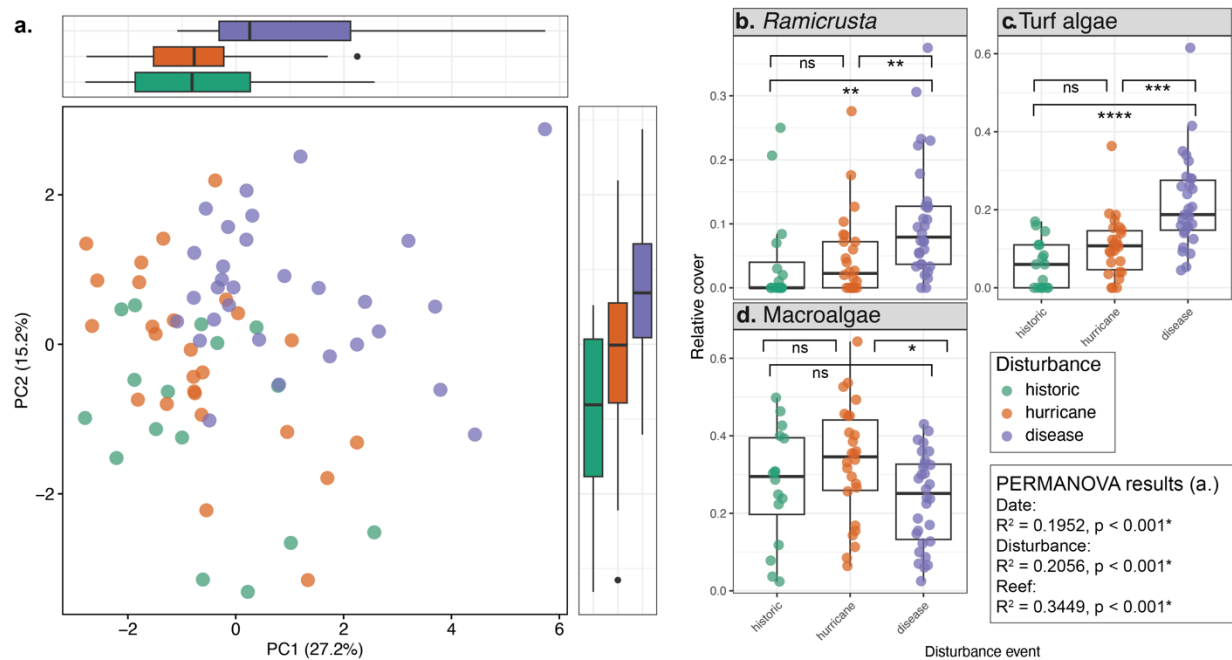 a.
2
0
−2
PC2 (15.2%)
−2
0
2
4
6
PC1 (27.2%)
b. Ramicrusta
ns
**
**
0.3
0.2
0.1
0.0
c. Turf algae
ns
***
****
0.6
0.4
0.2
0.0
historic
hurricane
disease
Relative cover
d. Macroalgae
ns
*
ns
0.6
0.4
0.2
0.0
historic
hurricane
disease
Disturbance event
Disturbance
historic
hurricane
disease
PERMANOVA results (a.)
Date:
R² = 0.1952, p < 0.001*
Disturbance:
R² = 0.2056, p < 0.001*
Reef:
R² = 0.3449, p < 0.001*